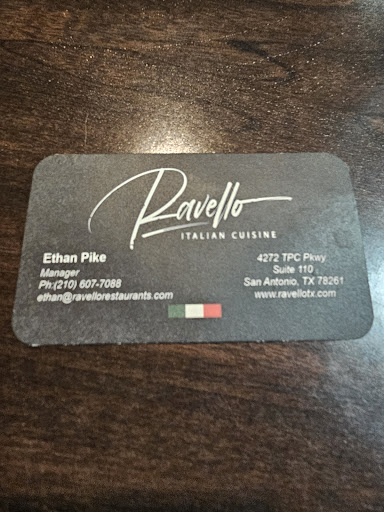 Ravello
ITALIAN CUISINE
Ethan Pike
Manager
Ph:(210) 607-7088
ethan@ravellorestaurants.com
4272 TPC Pkwy
Suite 110
San Antonio, TX 78261
www.ravellotx.com